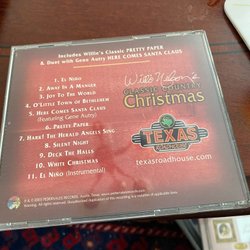 Includes Willie's Classic PRETTY PAPER
& Duet with Gene Autry HERE COMES SANTA CLAUS
1. El Niño
2. Away In A Manger
3. Joy To The World
4. O'Little Town of Bethlehem
5. Here Comes Santa Claus
(Featuring Gene Autry)
6. Pretty Paper
7. Hark! The Herald Angels Sing
8. Silent Night
9. Deck The Halls
10. White Christmas
11. El Niño (Instrumental)
Willie Nelson's
Classic Country
Christmas
TEXAS
ROADHOUSE
texasroadhouse.com